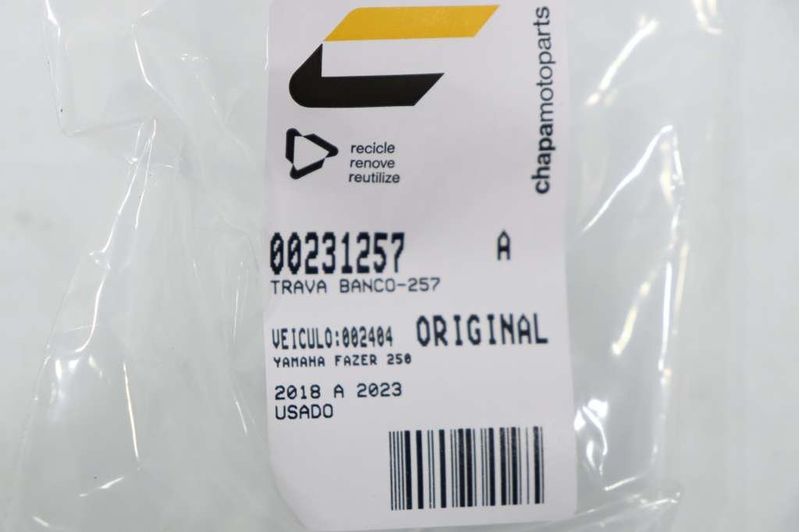 chapamotoparts
recicle
renove
reutilize
00231257 A
TRAVA BANCO-257
VEICULO:002404 ORIGINAL
YAMAHA FAZER 250
2018 A 2023
USADO